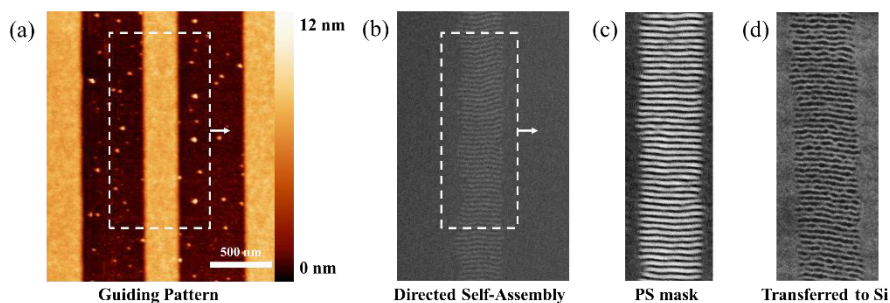 (a)
12 nm
500 nm
0 nm
Guiding Pattern
(b)
Directed Self-Assembly
(c)
PS mask
(d)
Transferred to Si